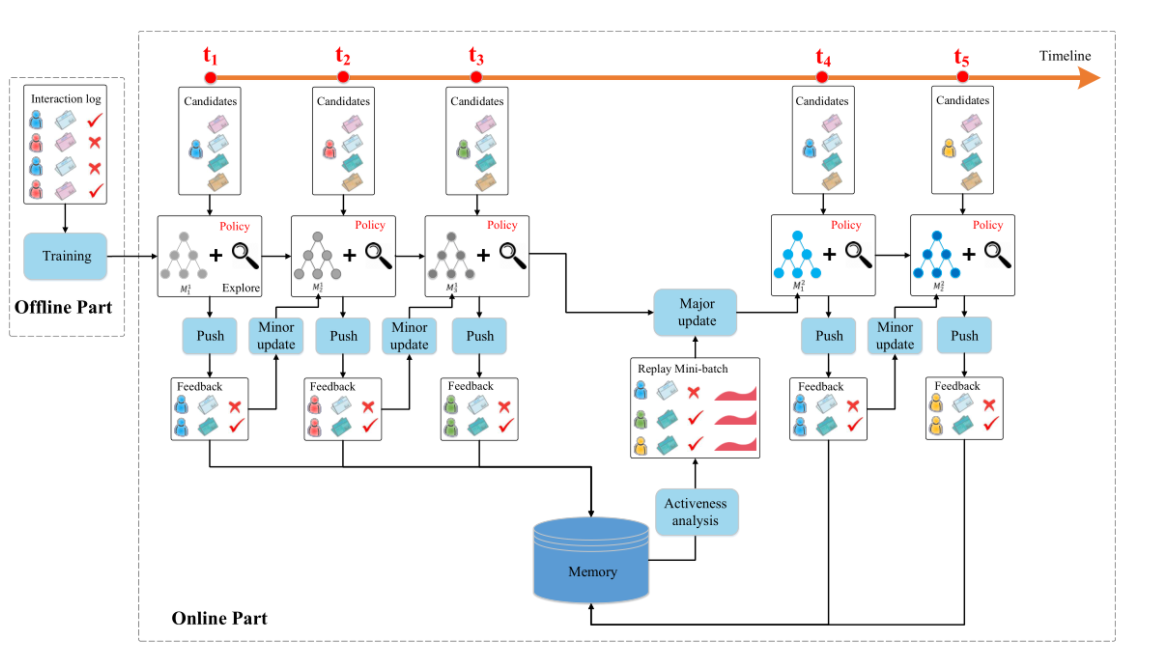 t1
t2
t3
t4
t5
Timeline
Interaction log
Training
Offline Part
Candidates
Candidates
Candidates
Candidates
Candidates
Policy
Policy
Policy
Policy
Policy
+
+
+
+
+
Explore
Push
Minor
update
Push
Minor
update
Push
Major
update
Push
Minor
update
Push
Feedback
Feedback
Feedback
Replay Mini-batch
Feedback
Feedback
Activeness
analysis
Memory
Online Part